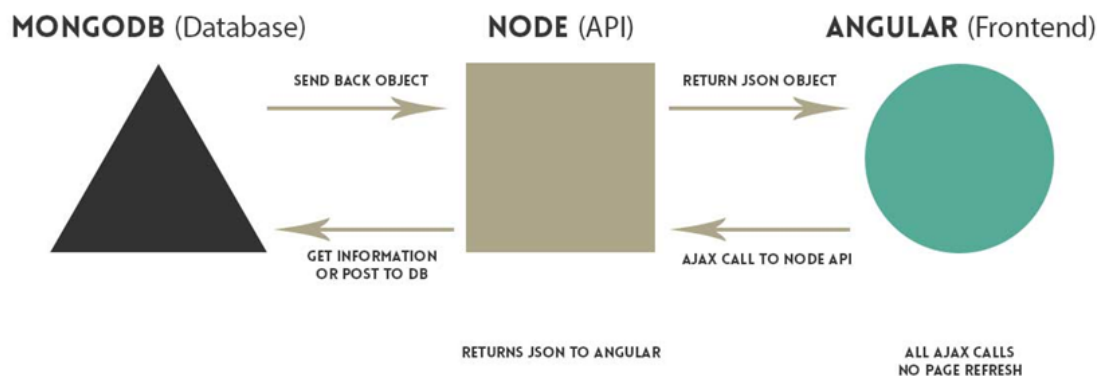 MONGODB (Database)
NODE (API)
ANGULAR (Frontend)
SEND BACK OBJECT
RETURN JSON OBJECT
GET INFORMATION
OR POST TO DB
AJAX CALL TO NODE API
RETURNS JSON TO ANGULAR
ALL AJAX CALLS
NO PAGE REFRESH